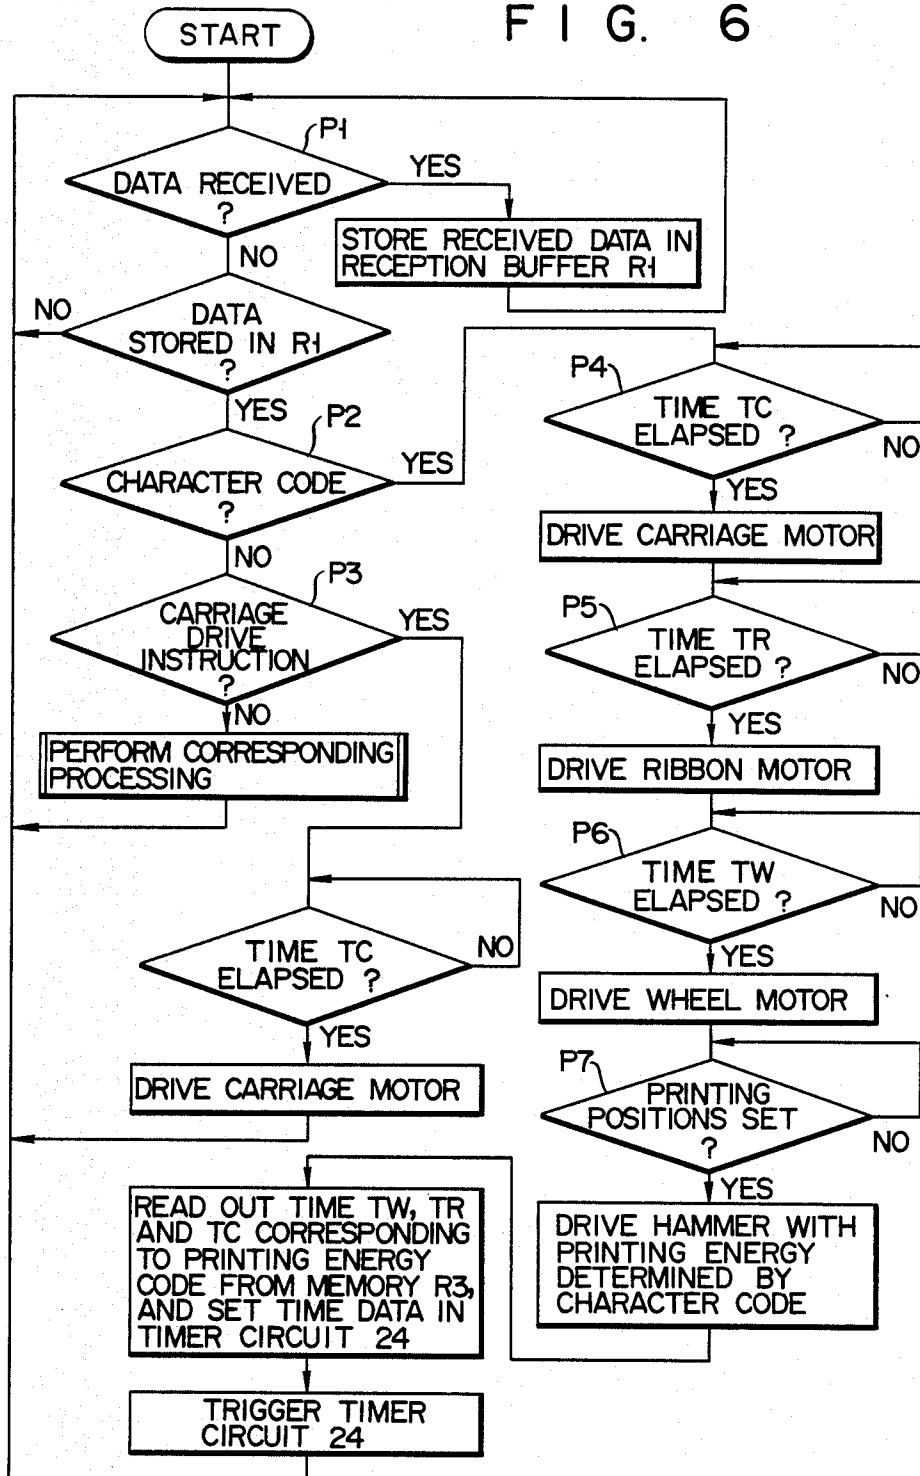 FIG. 6
START
P1
DATA RECEIVED
?
YES
NO
STORE RECEIVED DATA IN
RECEPTION BUFFER R1
DATA
STORED IN R1
?
NO
YES
P2
CHARACTER CODE
?
YES
NO
P3
CARRIAGE
DRIVE
INSTRUCTION
?
YES
NO
PERFORM CORRESPONDING
PROCESSING
TIME TC
ELAPSED ?
NO
YES
DRIVE CARRIAGE MOTOR
P4
TIME TC
ELAPSED ?
NO
YES
DRIVE CARRIAGE MOTOR
P5
TIME TR
ELAPSED ?
NO
YES
DRIVE RIBBON MOTOR
P6
TIME TW
ELAPSED ?
NO
YES
DRIVE WHEEL MOTOR
P7
PRINTING
POSITIONS SET
?
NO
YES
DRIVE HAMMER WITH
PRINTING ENERGY
DETERMINED BY
CHARACTER CODE
READ OUT TIME TW, TR
AND TC CORRESPONDING
TO PRINTING ENERGY
CODE FROM MEMORY R3,
AND SET TIME DATA IN
TIMER CIRCUIT 24
TRIGGER TIMER
CIRCUIT 24